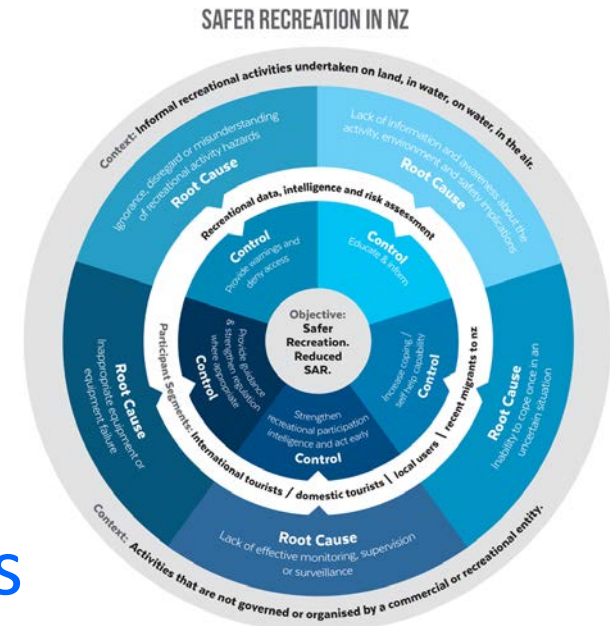 SAFER RECREATION IN NZ
Context: Informal recreational activities undertaken on land, in water, on water, in the air.
Ignorance, disregard or misunderstanding
of recreational activity hazards
Root Cause
Lack of information and awareness about the
activity, environment and safety implications
Root Cause
Recreational data, intelligence and risk assessment
Control
Provide warnings and
deny access
Control
Educate & inform
Objective:
Safer
Recreation.
Reduced
SAR.
Root Cause
Inappropriate equipment or
equipment failure
Control
Provide guidance
& strengthen regulation
where appropriate
Increase coping /
self help capability
Control
Root Cause
Inability to cope once in an
uncertain situation
Strengthen
recreational participation
intelligence and act early
Control
Participant Segments: International tourists / domestic tourists | local users | recent migrants to nz
Root Cause
Lack of effective monitoring, supervision
or surveillance
Context: Activities that are not governed or organised by a commercial or recreational entity.
s